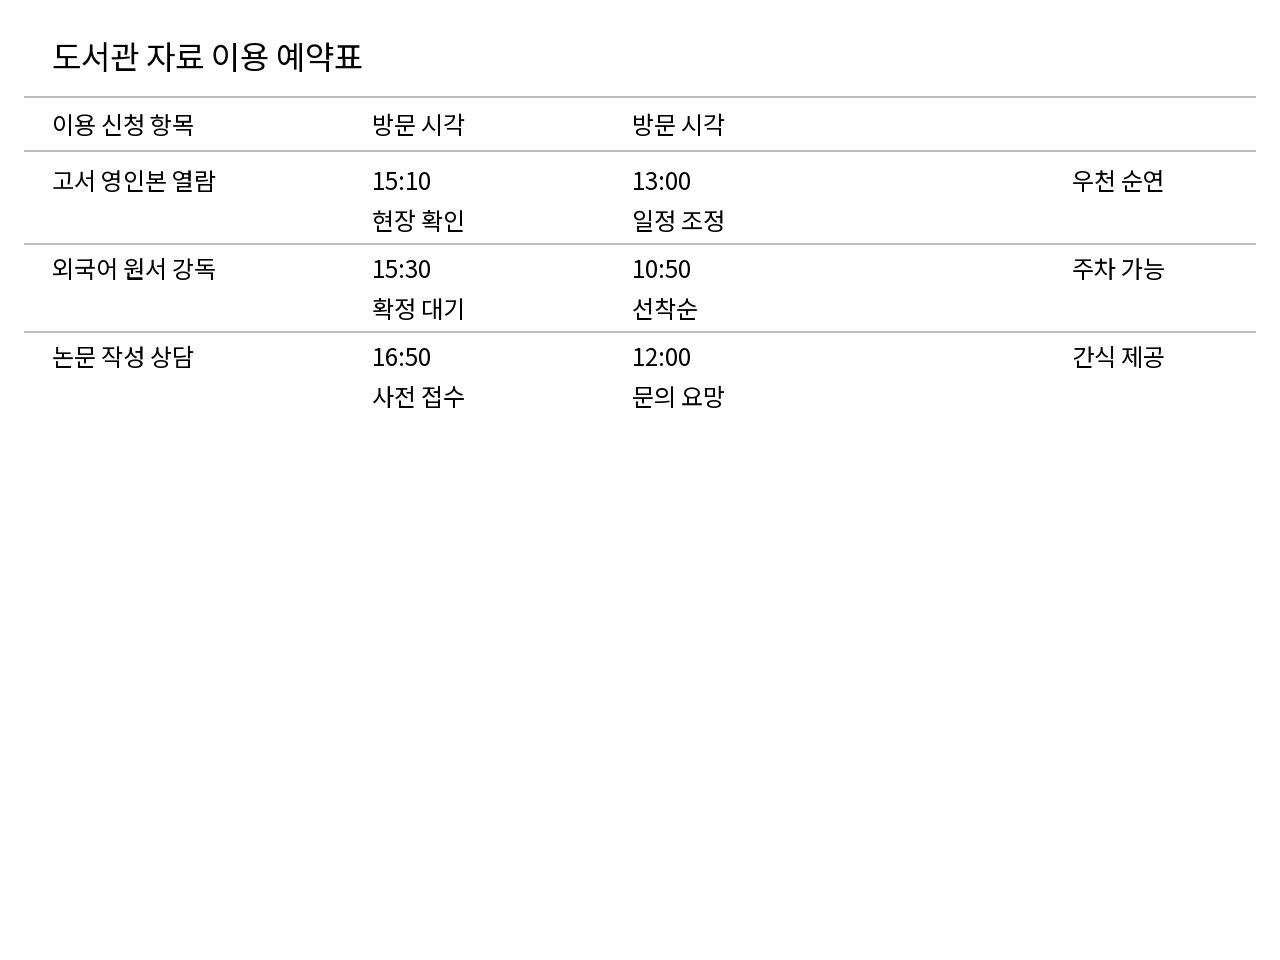 도서관 자료 이용 예약표
이용 신청 항목 방문 시각 방문 시각
고서 영인본 열람 15:10 13:00 우천 순연
현장 확인 일정 조정
외국어 원서 강독 15:30 10:50 주차 가능
확정 대기 선착순
논문 작성 상담 16:50 12:00 간식 제공
사전 접수 문의 요망